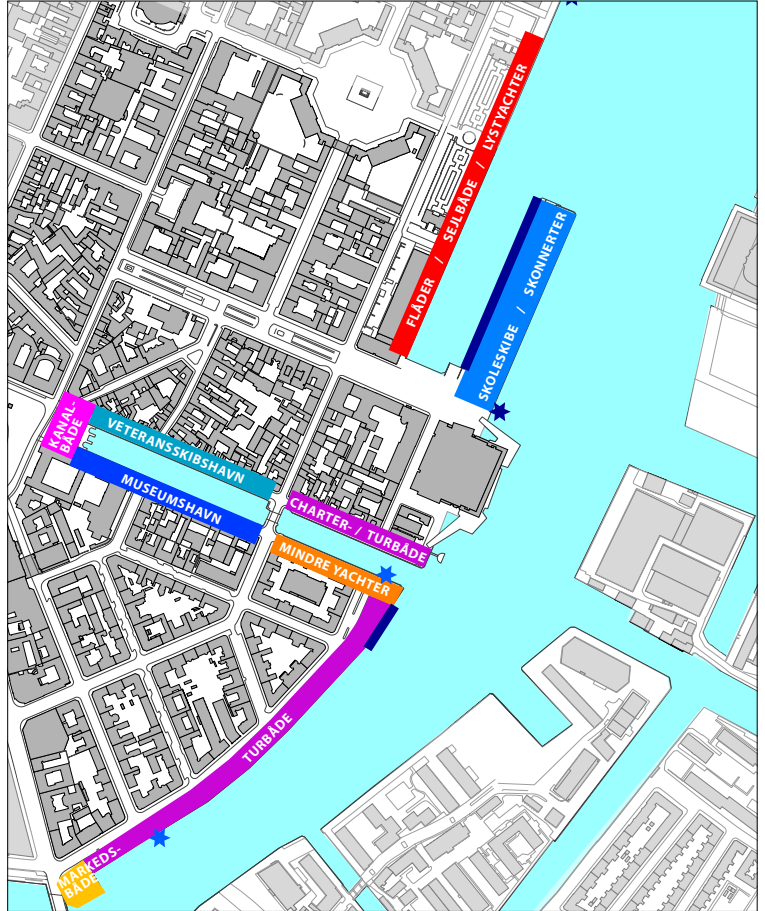 FLÅDER / SEJLBÅDE / LYSTYACHTER
SKOLESKIBE / SKONNERTER
KANAL-
BÅDE
VETERANSSKIBSHAVN
MUSEUMSHAVN
CHARTER- / TURBÅDE
MINDRE YACHTER
TURBÅDE
MARKEDS-
BÅDE